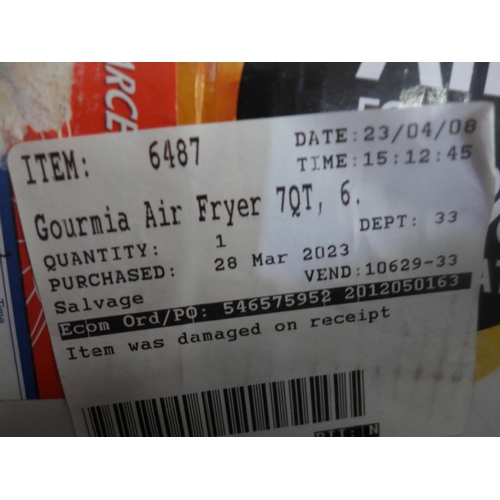 ITEM: 6487 DATE:23/04/08
TIME:15:12:45
Gourmia Air Fryer 7QT, 6.
QUANTITY: 1 DEPT: 33
PURCHASED: 28 Mar 2023
Salvage VEND:10629-33
Ecom Ord/PO: 546575952 2012050163
Item was damaged on receipt